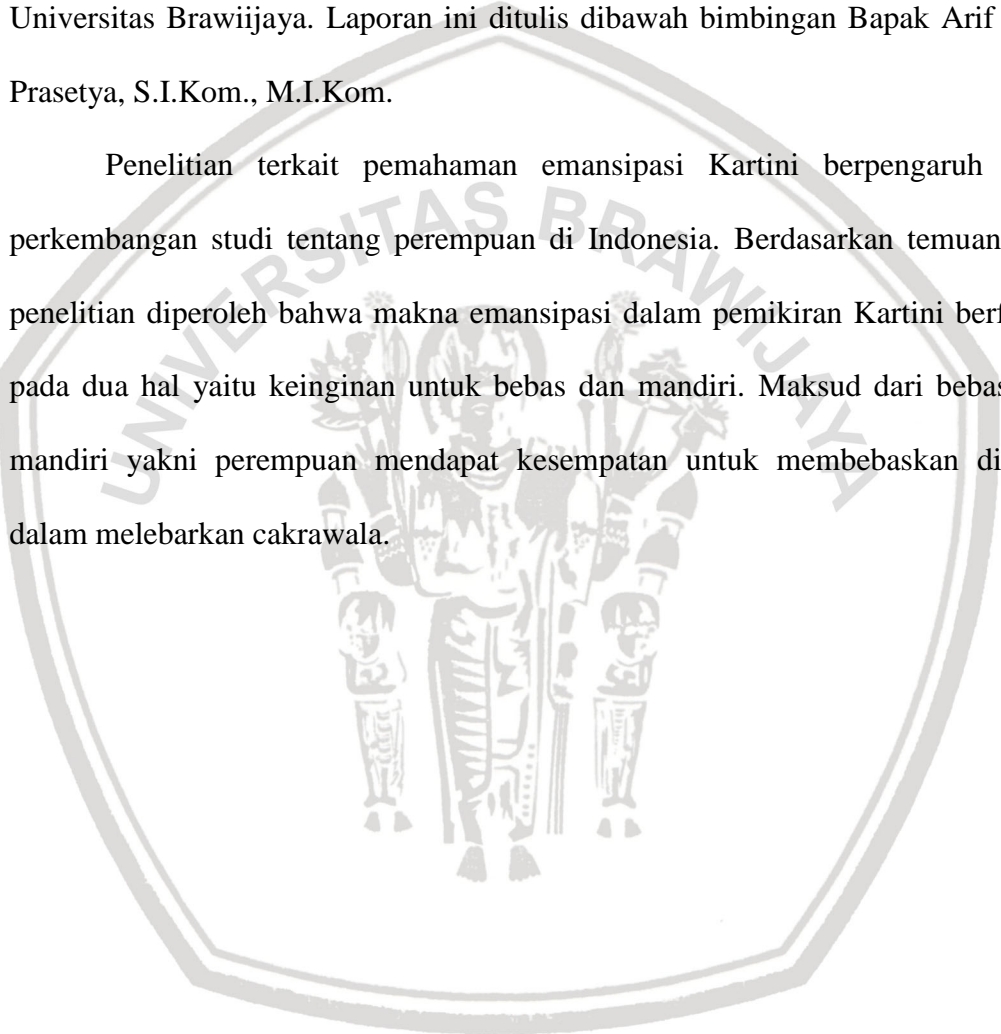 Universitas Brawiijaya. Laporan ini ditulis dibawah bimbingan Bapak Arif
Prasetya, S.I.Kom., M.I.Kom.
Penelitian terkait pemahaman emansipasi Kartini berpengaruh
perkembangan studi tentang perempuan di Indonesia. Berdasarkan temuan
penelitian diperoleh bahwa makna emansipasi dalam pemikiran Kartini
pada dua hal yaitu keinginan untuk bebas dan mandiri. Maksud dari bebas
mandiri yakni perempuan mendapat kesempatan untuk membebaskan
dalam melebarkan cakrawala.
UNIVERSITAS BRAWIJAYA